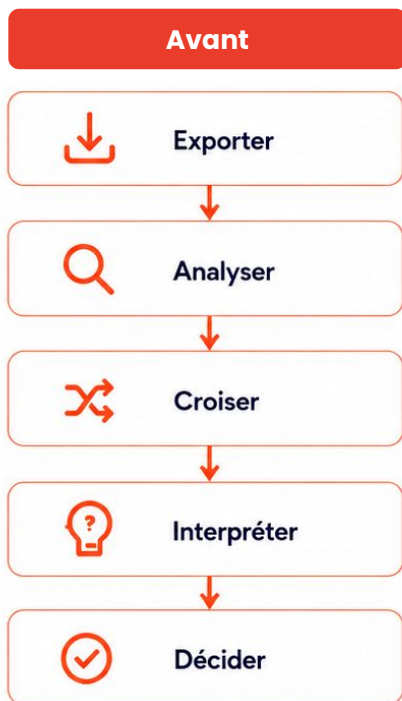 Avant
Exporter
Analyser
Croiser
?
Interpréter
Décider